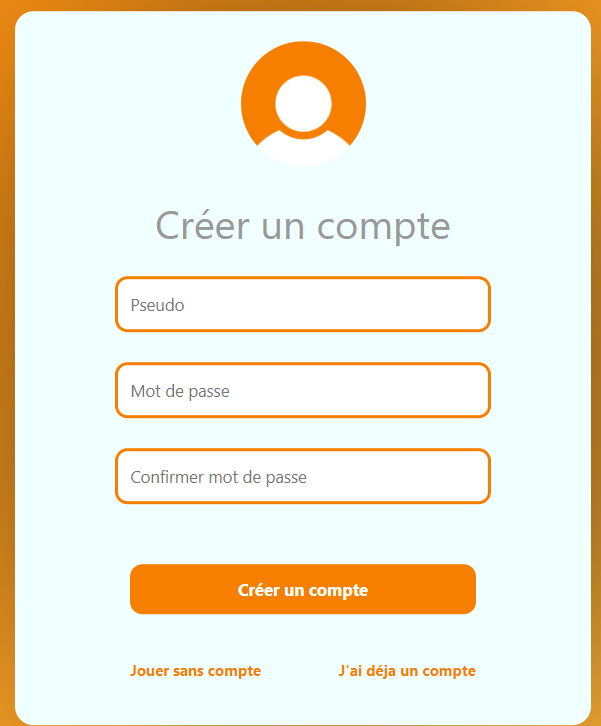 Créer un compte
Pseudo
Mot de passe
Confirmer mot de passe
Créer un compte
Jouer sans compte
J'ai déja un compte